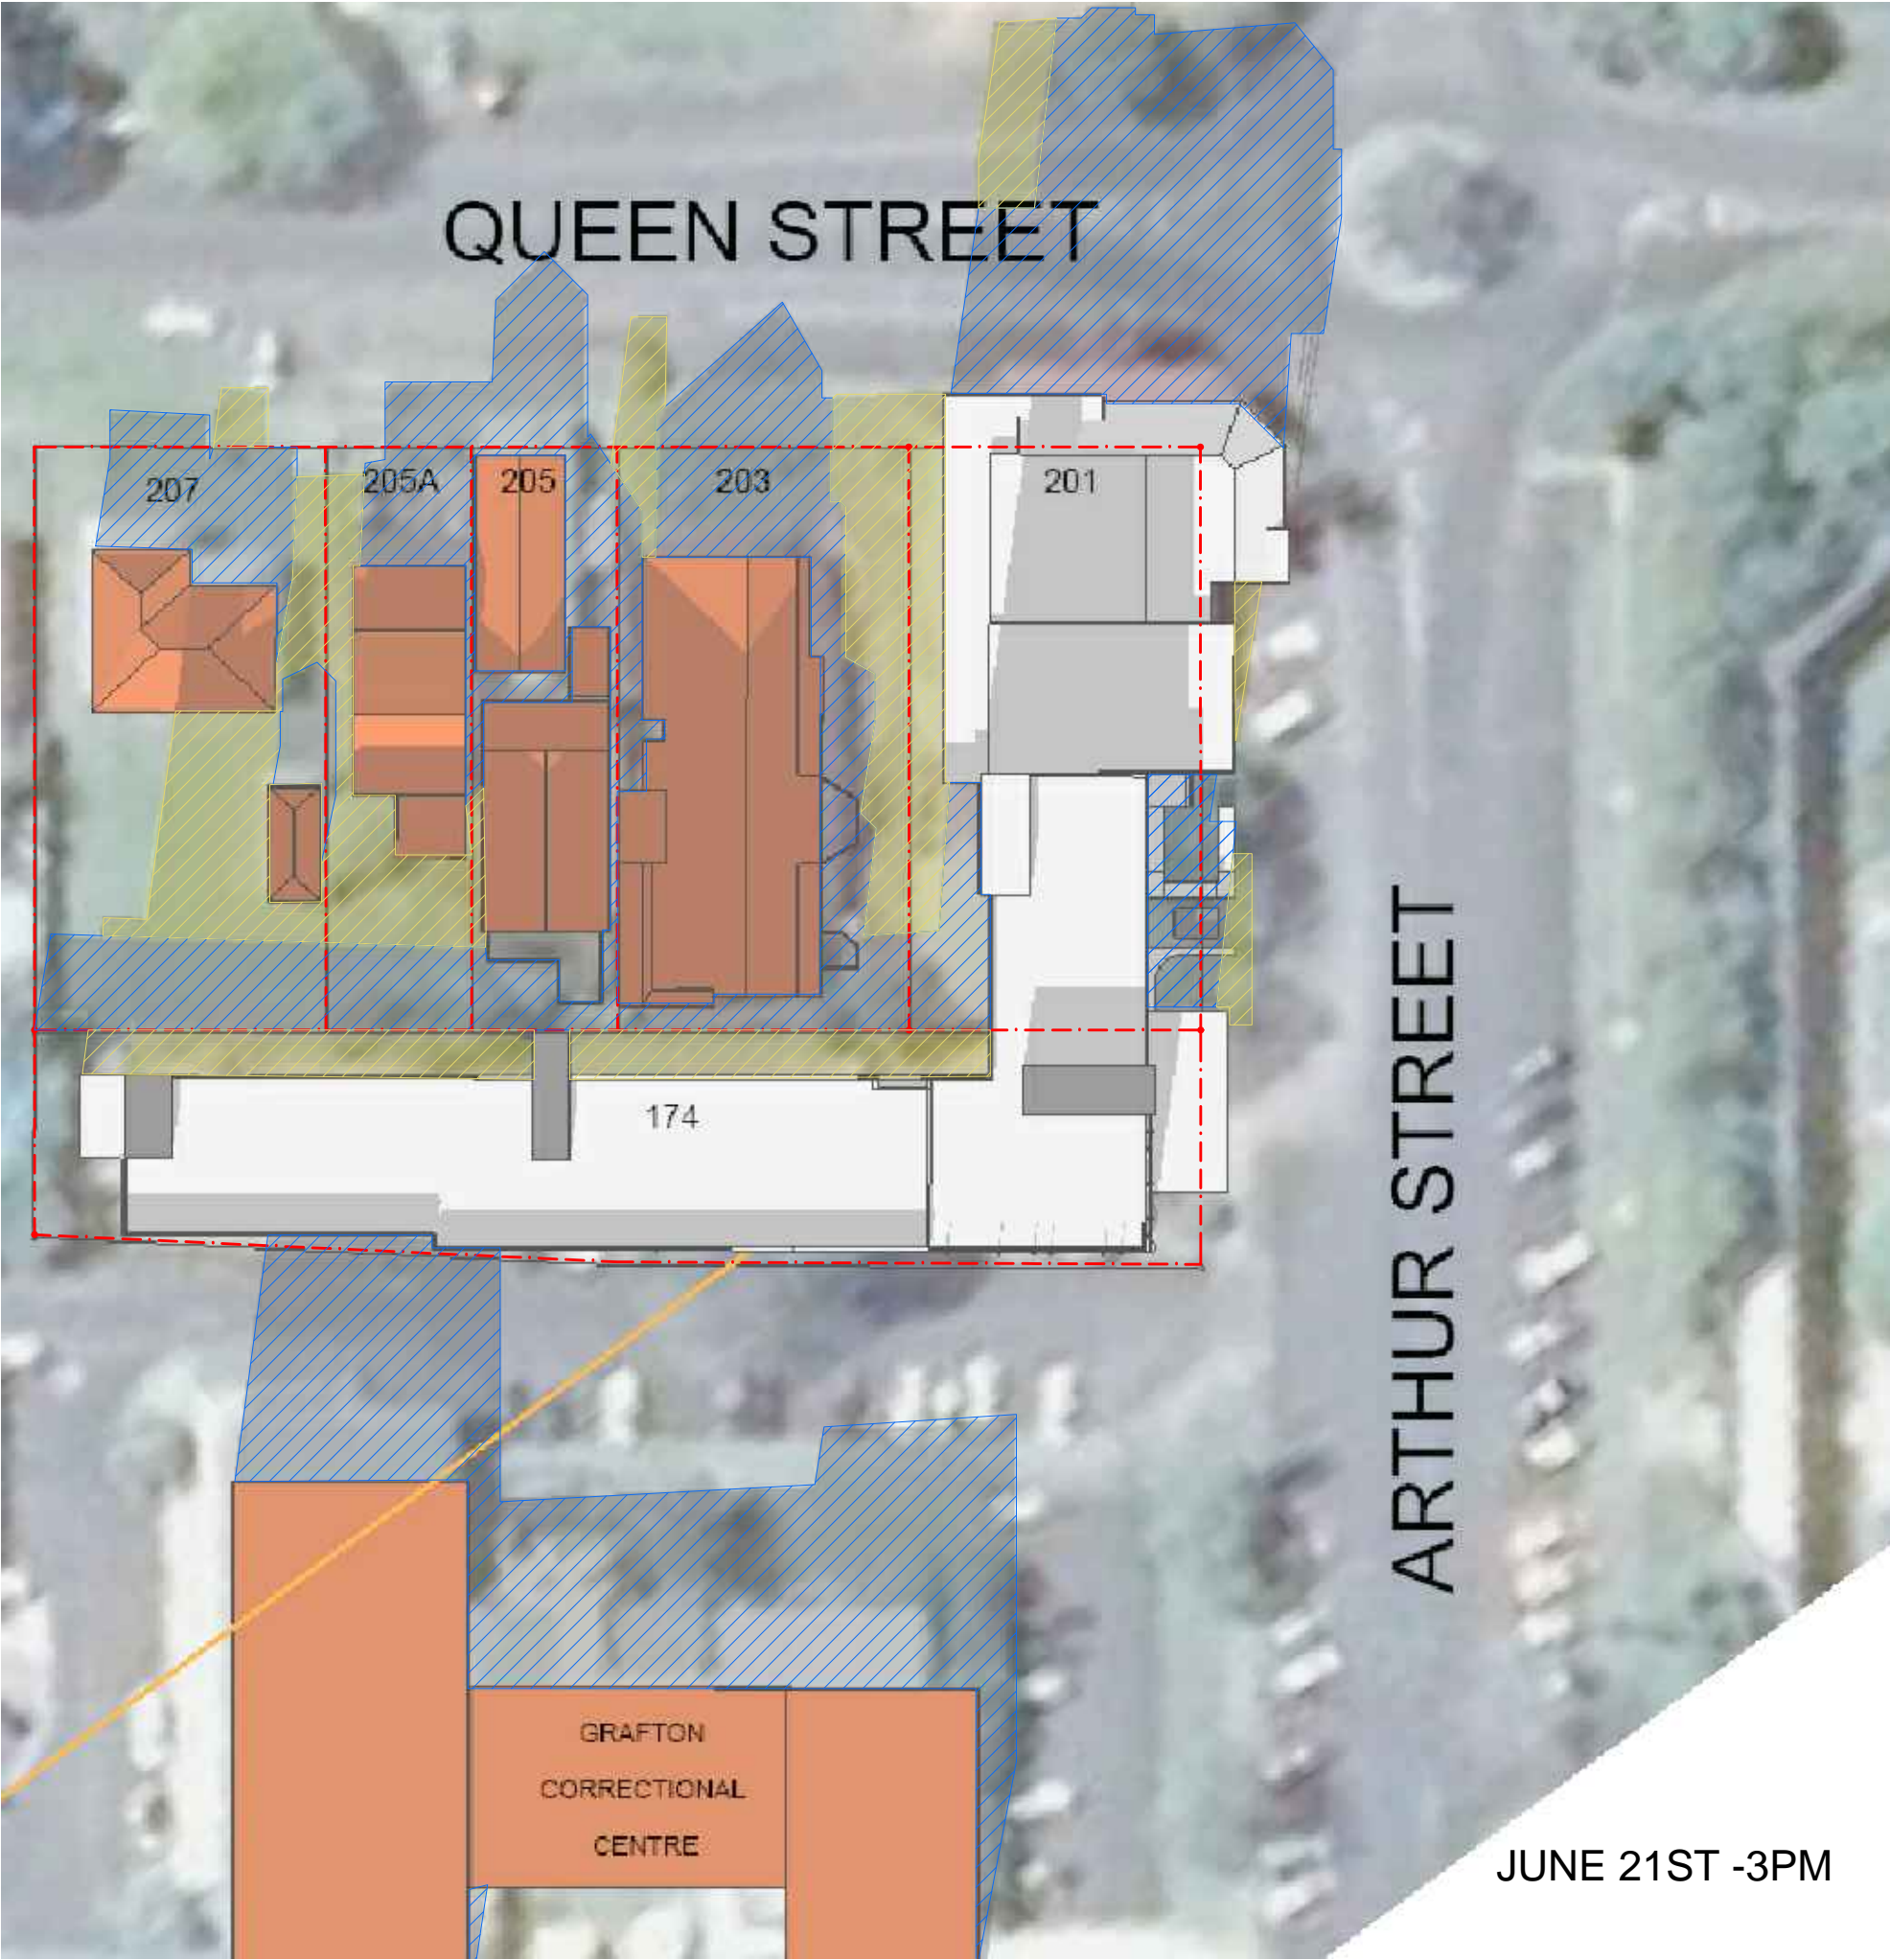 QUEEN STREET
207
205A
205
203
201
174
ARTHUR STREET
GRAFTON
CORRECTIONAL
CENTRE
JUNE 21ST -3PM